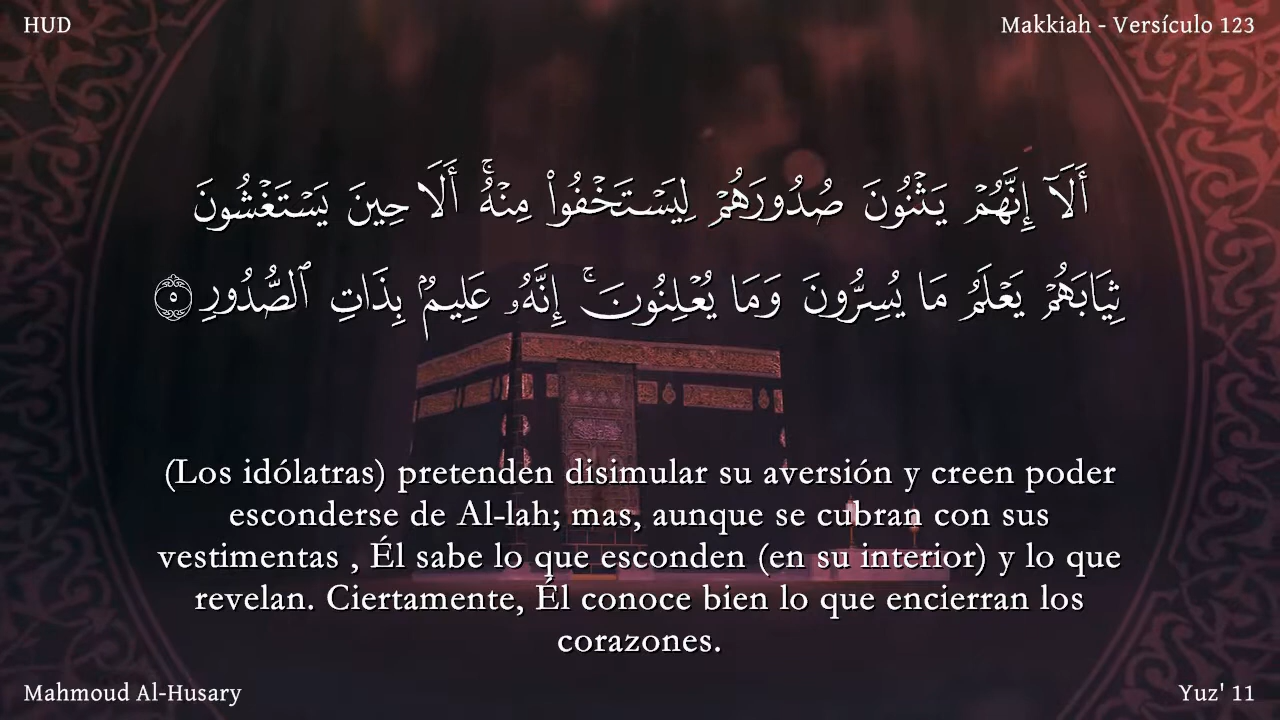 HUD
Makkiah - Versículo 123
أَلَآ إِنَّهُمۡ يَثۡنُونَ صُدُورَهُمۡ لِيَسۡتَخۡفُواْ مِنۡهُۚ أَلَا حِينَ يَسۡتَغۡشُونَ
ثِيَابَهُمۡ يَعۡلَمُ مَا يُسِرُّونَ وَمَا يُعۡلِنُونَۚ إِنَّهُۥ عَلِيمُۢ بِذَاتِ ٱلصُّدُورِ ٥
(Los idólatras) pretenden disimular su aversión y creen poder
esconderse de Al-lah; mas, aunque se cubran con sus
vestimentas , Él sabe lo que esconden (en su interior) y lo que
revelan. Ciertamente, Él conoce bien lo que encierran los
corazones.
Mahmoud Al-Husary
Yuz' 11